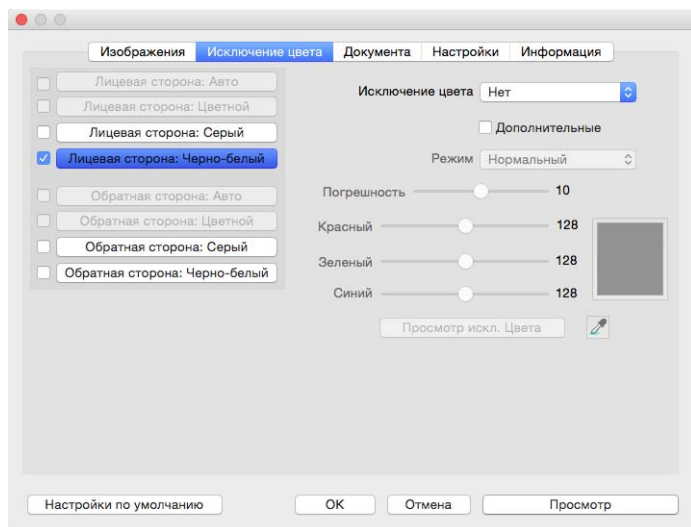 Изображения Исключение цвета Документа Настройки Информация
Лицевая сторона: Авто
Лицевая сторона: Цветной
Лицевая сторона: Серый
Лицевая сторона: Черно-белый
Обратная сторона: Авто
Обратная сторона: Цветной
Обратная сторона: Серый
Обратная сторона: Черно-белый
Исключение цвета Нет
Дополнительные
Режим Нормальный
Погрешность 10
Красный 128
Зеленый 128
Синий 128
Просмотр искл. Цвета
Настройки по умолчанию OK Отмена Просмотр